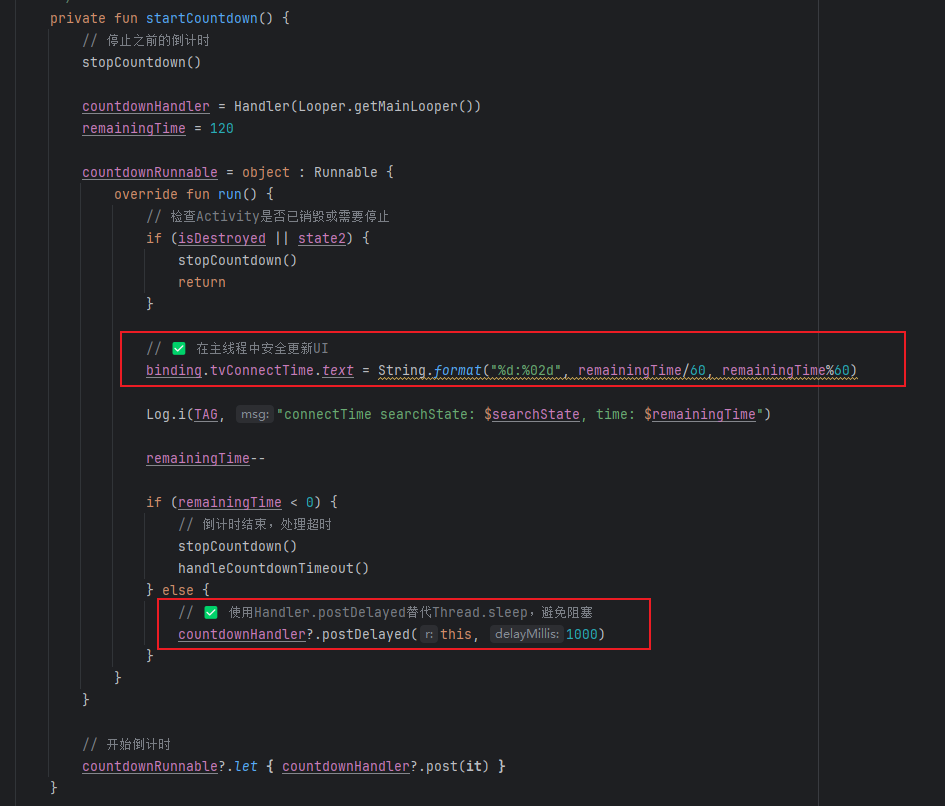 private fun startCountdown() {
// 停止之前的倒计时
stopCountdown()
countdownHandler = Handler(Looper.getMainLooper())
remainingTime = 120
countdownRunnable = object : Runnable {
override fun run() {
// 检查Activity是否已销毁或需要停止
if (isDestroyed || state2) {
stopCountdown()
return
}
// ✅ 在主线程中安全更新UI
binding.tvConnectTime.text = String.format("%d:%02d", remainingTime/60, remainingTime%60)
Log.i(TAG, msg: "connectTime searchState: $searchState, time: $remainingTime")
remainingTime--
if (remainingTime < 0) {
// 倒计时结束，处理超时
stopCountdown()
handleCountdownTimeout()
} else {
// ✅ 使用Handler.postDelayed替代Thread.sleep，避免阻塞
countdownHandler?.postDelayed( r: this, delayMillis: 1000)
}
}
}
// 开始倒计时
countdownRunnable?.let { countdownHandler?.post(it) }
}